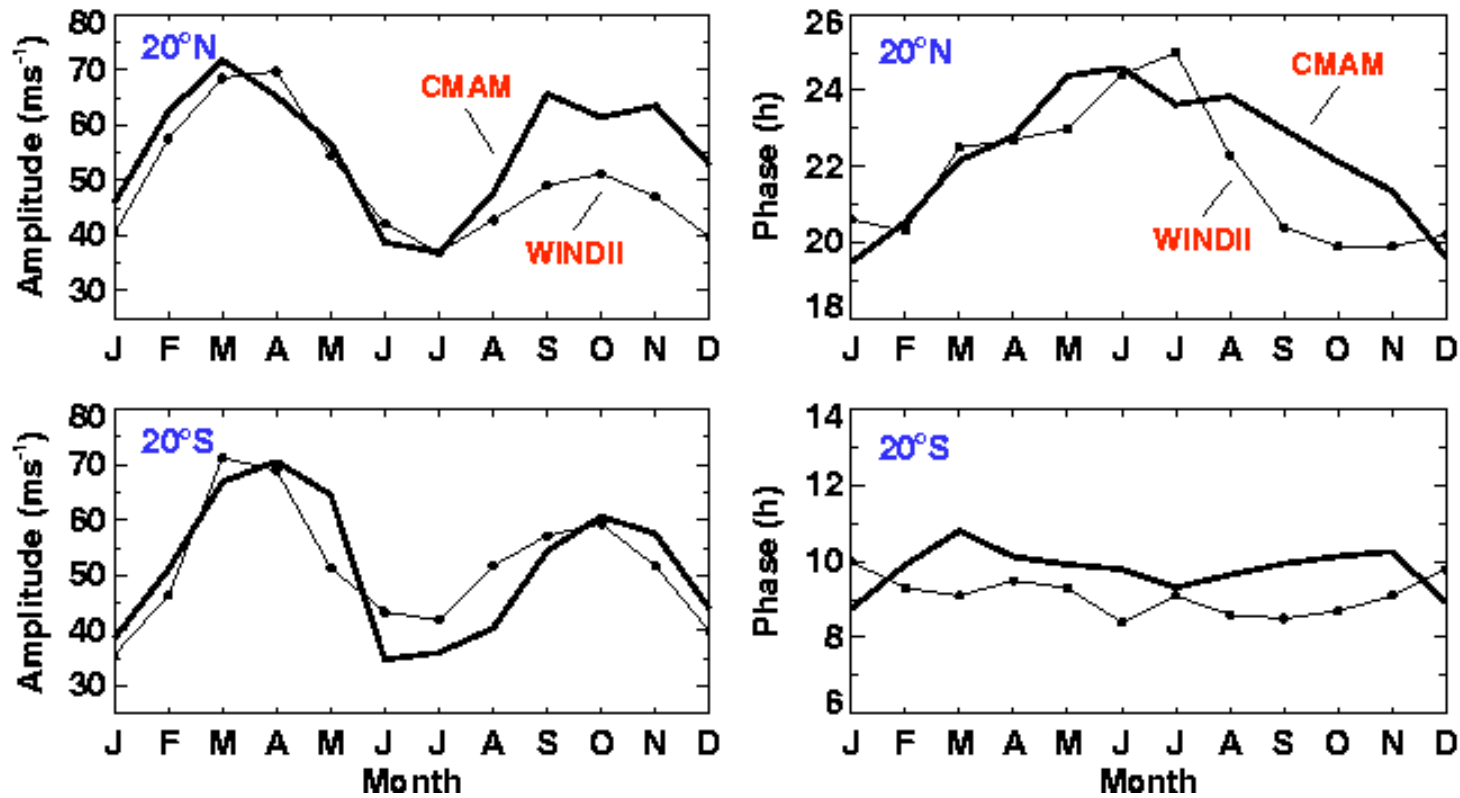 Amplitude (ms⁻¹)
80
70
60
50
40
30
20°N
CMAM
WINDII
J F M A M J J A S O N D
Phase (h)
26
24
22
20
18
20°N
CMAM
WINDII
J F M A M J J A S O N D
Amplitude (ms⁻¹)
80
70
60
50
40
30
20°S
J F M A M J J A S O N D
Month
Phase (h)
14
12
10
8
6
20°S
J F M A M J J A S O N D
Month